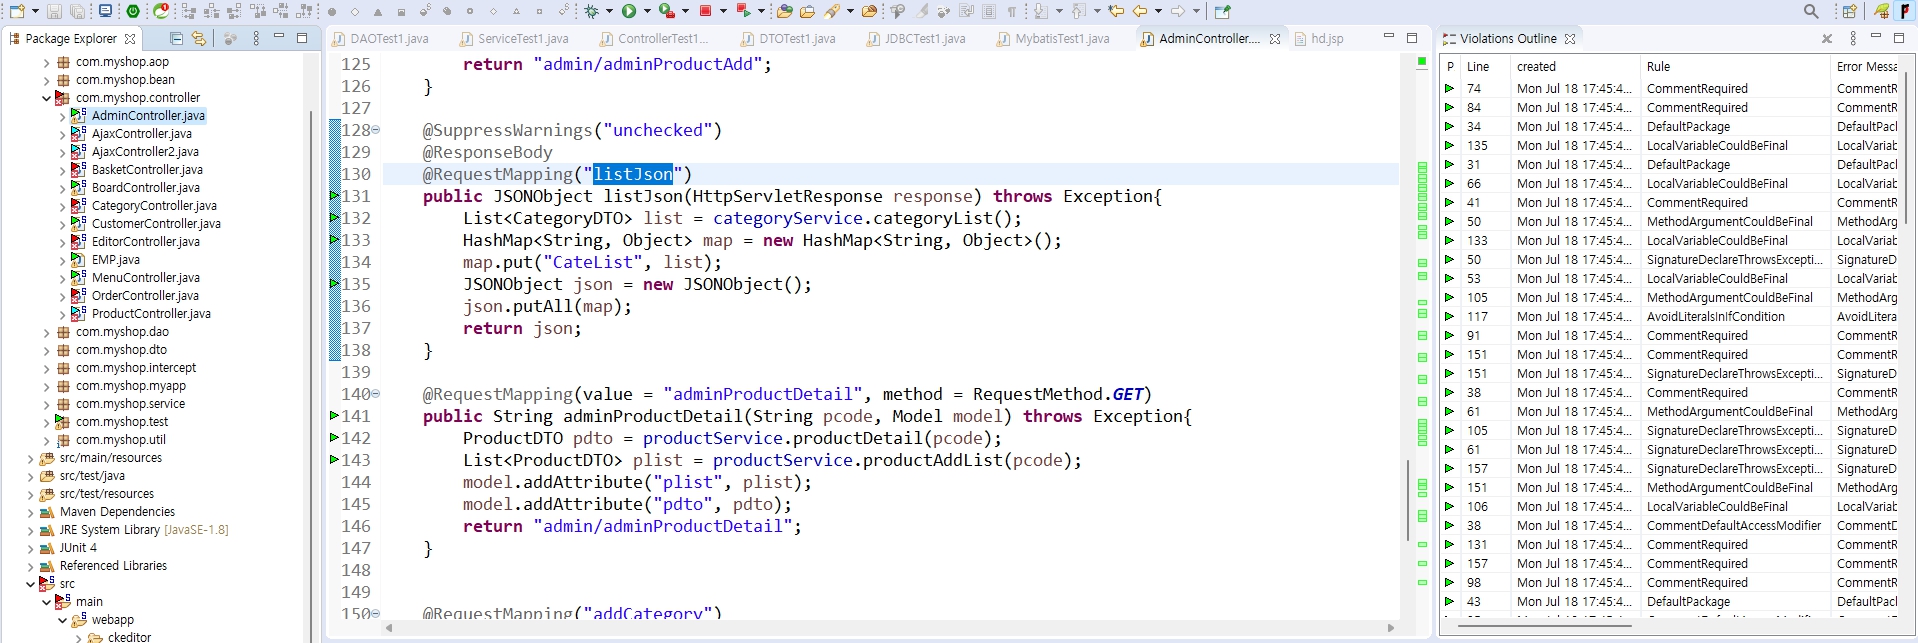 Package Explorer
com.myshop.aop
com.myshop.bean
com.myshop.controller
AdminController.java
AjaxController.java
AjaxController2.java
BasketController.java
BoardController.java
CategoryController.java
CustomerController.java
EditorController.java
EMP.java
MenuController.java
OrderController.java
ProductController.java
com.myshop.dao
com.myshop.dto
com.myshop.intercept
com.myshop.myapp
com.myshop.service
com.myshop.test
com.myshop.util
src/main/resources
src/test/java
src/test/resources
Maven Dependencies
JRE System Library [JavaSE-1.8]
JUnit 4
Referenced Libraries
src
main
webapp
ckeditor
DAOTest1.java ServiceTest1.java ControllerTest1... DTOTest1.java JDBCTest1.java MybatisTest1.java AdminController.... hd.jsp
125 return "admin/adminProductAdd";
126 }
127
128 @SuppressWarnings("unchecked")
129 @ResponseBody
130 @RequestMapping("listJson")
131 public JSONObject listJson(HttpServletResponse response) throws Exception{
132 List<CategoryDTO> list = categoryService.categoryList();
133 HashMap<String, Object> map = new HashMap<String, Object>();
134 map.put("CateList", list);
135 JSONObject json = new JSONObject();
136 json.putAll(map);
137 return json;
138 }
139
140 @RequestMapping(value = "adminProductDetail", method = RequestMethod.GET)
141 public String adminProductDetail(String pcode, Model model) throws Exception{
142 ProductDTO pdto = productService.productDetail(pcode);
143 List<ProductDTO> plist = productService.productAddList(pcode);
144 model.addAttribute("plist", plist);
145 model.addAttribute("pdto", pdto);
146 return "admin/adminProductDetail";
147 }
148
149
150 @RequestMapping("addCategory")
Violations Outline
P Line created Rule Error Messa
74 Mon Jul 18 17:45:4... CommentRequired CommentR
84 Mon Jul 18 17:45:4... CommentRequired CommentR
34 Mon Jul 18 17:45:4... DefaultPackage DefaultPacl
135 Mon Jul 18 17:45:4... LocalVariableCouldBeFinal LocalVariab
31 Mon Jul 18 17:45:4... DefaultPackage DefaultPacl
66 Mon Jul 18 17:45:4... LocalVariableCouldBeFinal LocalVariab
41 Mon Jul 18 17:45:4... CommentRequired CommentR
50 Mon Jul 18 17:45:4... MethodArgumentCouldBeFinal MethodArg
133 Mon Jul 18 17:45:4... LocalVariableCouldBeFinal LocalVariab
50 Mon Jul 18 17:45:4... SignatureDeclareThrowsExcepti... SignatureD
53 Mon Jul 18 17:45:4... LocalVariableCouldBeFinal LocalVariab
105 Mon Jul 18 17:45:4... MethodArgumentCouldBeFinal MethodArg
117 Mon Jul 18 17:45:4... AvoidLiteralsInIfCondition AvoidLitera
91 Mon Jul 18 17:45:4... CommentRequired CommentR
151 Mon Jul 18 17:45:4... CommentRequired CommentR
151 Mon Jul 18 17:45:4... SignatureDeclareThrowsExcepti... SignatureD
38 Mon Jul 18 17:45:4... CommentRequired CommentR
61 Mon Jul 18 17:45:4... MethodArgumentCouldBeFinal MethodArg
105 Mon Jul 18 17:45:4... SignatureDeclareThrowsExcepti... SignatureD
61 Mon Jul 18 17:45:4... SignatureDeclareThrowsExcepti... SignatureD
157 Mon Jul 18 17:45:4... SignatureDeclareThrowsExcepti... SignatureD
151 Mon Jul 18 17:45:4... MethodArgumentCouldBeFinal MethodArg
106 Mon Jul 18 17:45:4... LocalVariableCouldBeFinal LocalVariab
38 Mon Jul 18 17:45:4... CommentDefaultAccessModifier CommentD
131 Mon Jul 18 17:45:4... CommentRequired CommentR
157 Mon Jul 18 17:45:4... CommentRequired CommentR
98 Mon Jul 18 17:45:4... CommentRequired CommentR
43 Mon Jul 18 17:45:4... DefaultPackage DefaultPacl